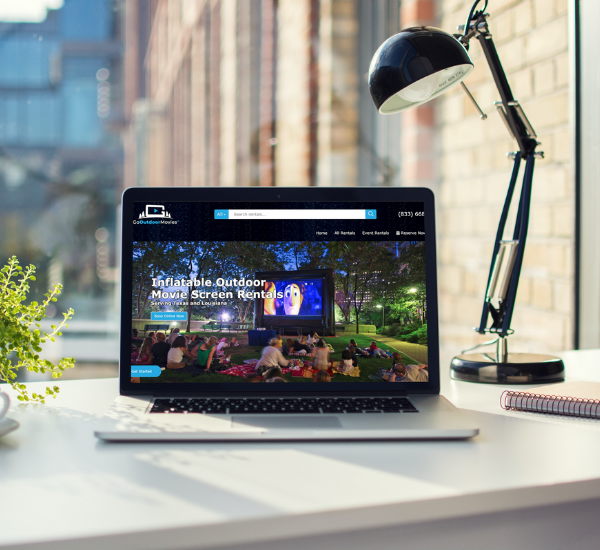 GoOutdoorMovies
All
Search rentals...
(833) 668
Home All Rentals Event Rentals Reserve Now
Inflatable Outdoor
Movie Screen Rentals
Serving Texas and Louisiana
Book Online Now
Get Started